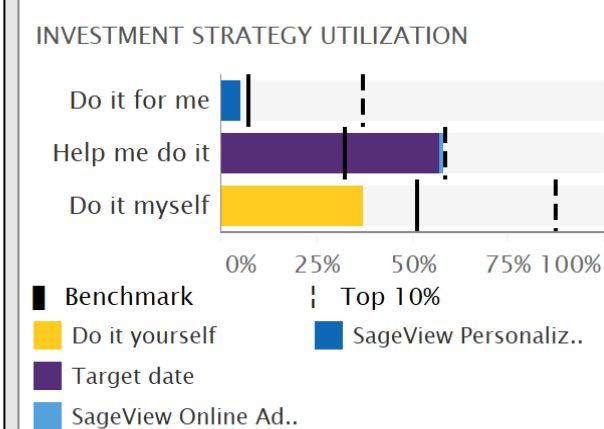 INVESTMENT STRATEGY UTILIZATION
Do it for me
Help me do it
Do it myself
0% 25% 50% 75% 100%
Benchmark Top 10%
Do it yourself SageView Personaliz..
Target date
SageView Online Ad..